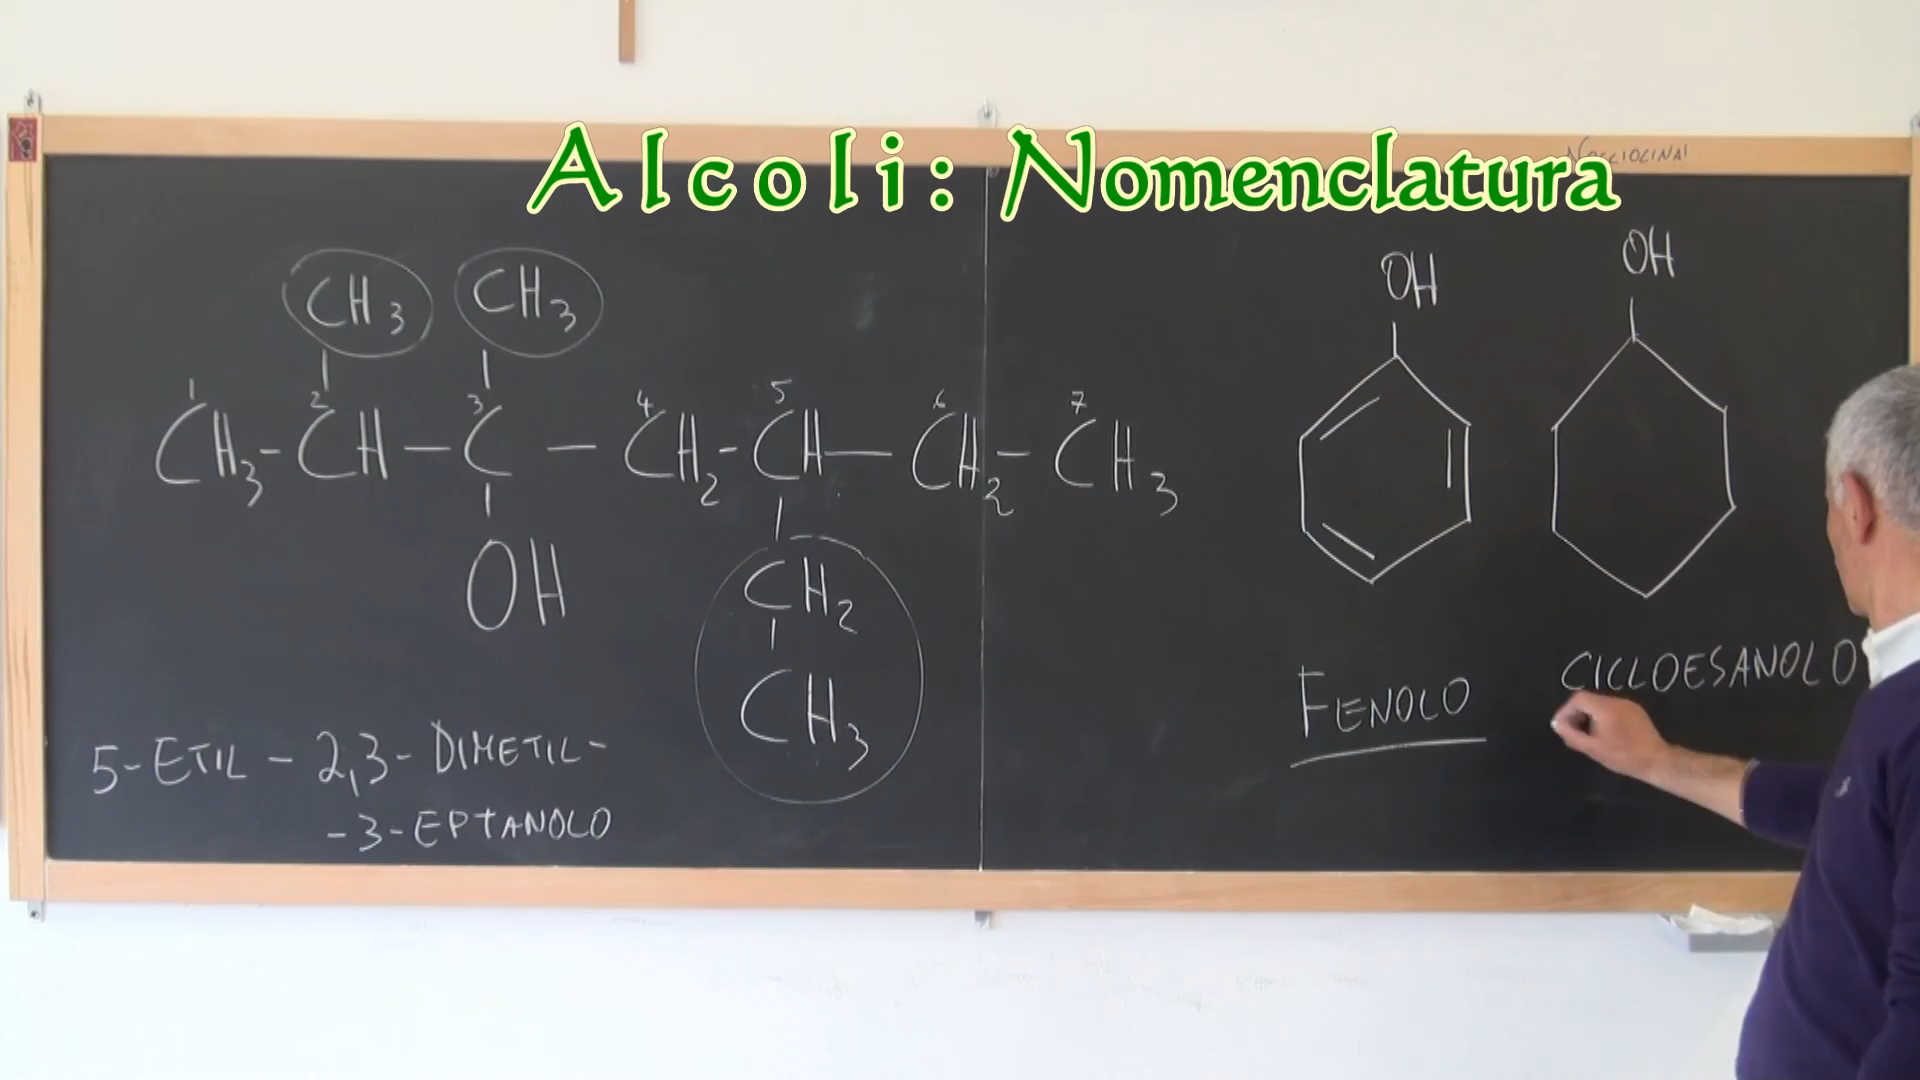 Alcoli: Nomenclatura
Nocciolina!
CH3 CH3
1 2 3 4 5 6 7
CH3-CH-C-CH2-CH-CH2-CH3
OH
CH2
CH3
5-ETIL-2,3-DIMETIL-
-3-EPTANOLO
OH OH
FENOLO
CICLOESANOLO